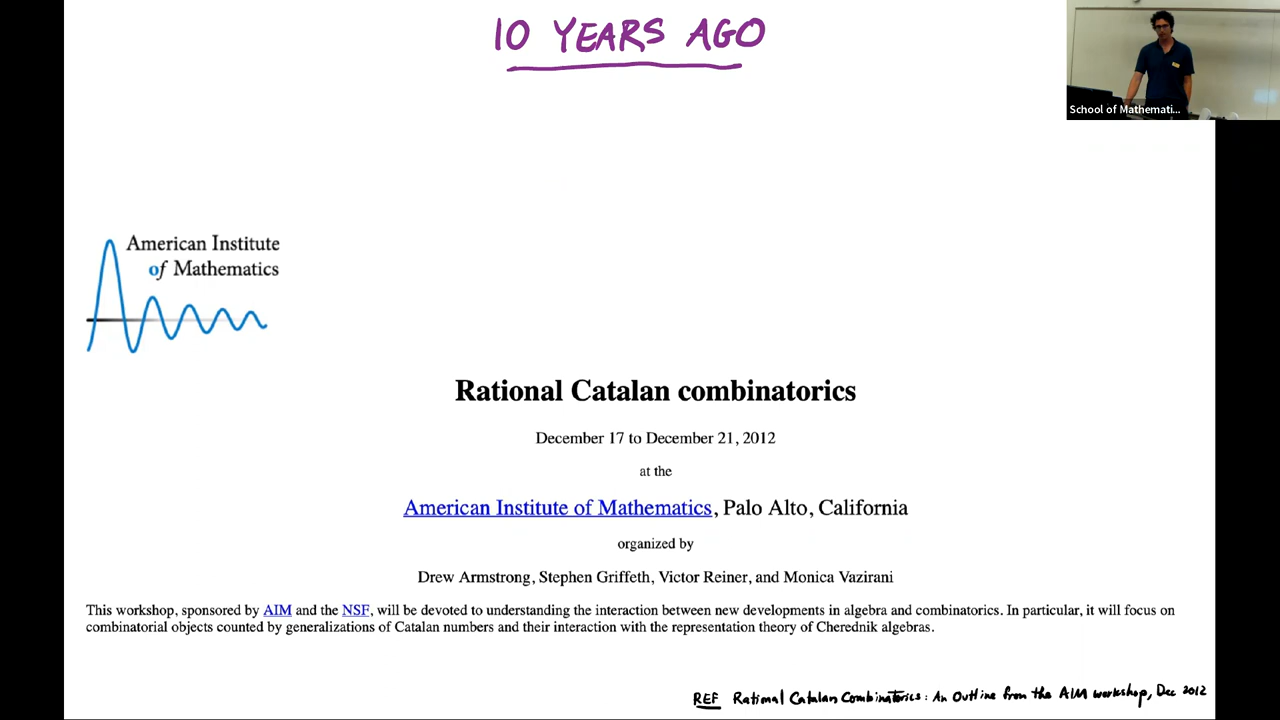 10 YEARS AGO
School of Mathemati...
American Institute
of Mathematics
Rational Catalan combinatorics
December 17 to December 21, 2012
at the
American Institute of Mathematics, Palo Alto, California
organized by
Drew Armstrong, Stephen Griffeth, Victor Reiner, and Monica Vazirani
This workshop, sponsored by AIM and the NSF, will be devoted to understanding the interaction between new developments in algebra and combinatorics. In particular, it will focus on
combinatorial objects counted by generalizations of Catalan numbers and their interaction with the representation theory of Cherednik algebras.
REF Rational Catalan Combinatorics: An Outline from the AIM workshop, Dec 2012